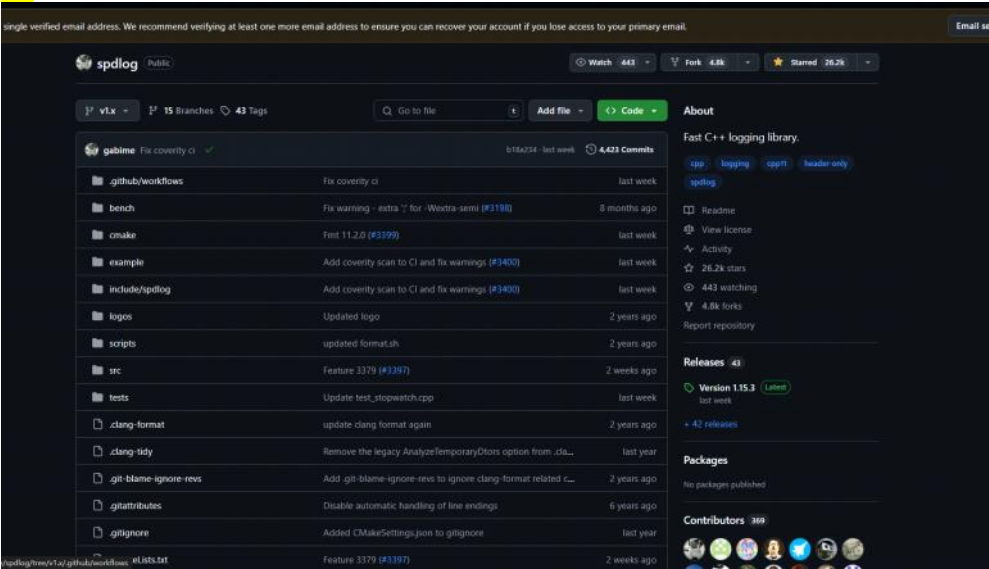 single verified email address. We recommend verifying at least one more email address to ensure you can recover your account if you lose access to your primary email.
Email se
spdlog Public
Watch 443
Fork 4.8k
Starred 26.2k
v1.x
15 Branches
43 Tags
Go to file
t
Add file
Code
gabime Fix coverity ci
b18a234 · last week
4,423 Commits
.github/workflows Fix coverity ci last week
bench Fix warning - extra ';' for -Wextra-semi (#3198) 8 months ago
cmake Fmt 11.2.0 (#3399) last week
example Add coverity scan to CI and fix warnings (#3400) last week
include/spdlog Add coverity scan to CI and fix warnings (#3400) last week
logos Updated logo 2 years ago
scripts updated format.sh 2 years ago
src Feature 3379 (#3397) 2 weeks ago
tests Update test_stopwatch.cpp last week
.clang-format update clang format again 2 years ago
.clang-tidy Remove the legacy AnalyzeTemporaryDtors option from .cla... last year
.git-blame-ignore-revs Add .git-blame-ignore-revs to ignore clang-format related c... 2 years ago
.gitattributes Disable automatic handling of line endings 6 years ago
.gitignore Added CMakeSettings.json to gitignore last year
eLists.txt Feature 3379 (#3397) 2 weeks ago
/spdlog/tree/v1.x/.github/workflows
About
Fast C++ logging library.
cpp logging cpp11 header-only
spdlog
Readme
View license
Activity
26.2k stars
443 watching
4.8k forks
Report repository
Releases 43
Version 1.15.3 Latest
last week
+ 42 releases
Packages
No packages published
Contributors 369